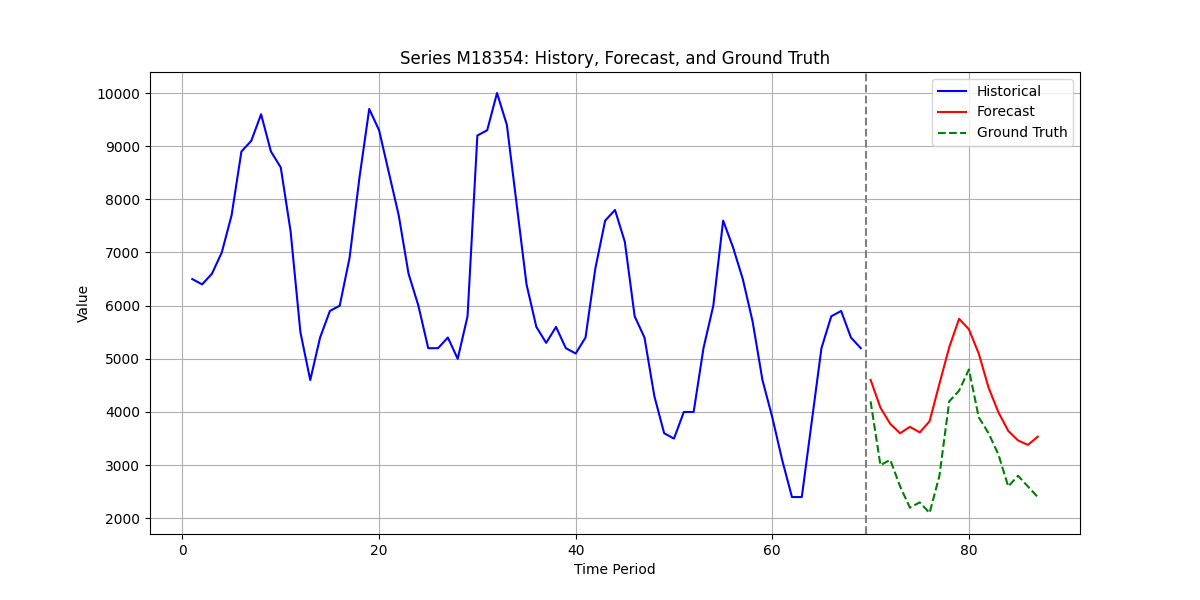 Series M18354: History, Forecast, and Ground Truth
Historical
Forecast
Ground Truth
10000
9000
8000
7000
6000
5000
4000
3000
2000
Value
0 20 40 60 80
Time Period